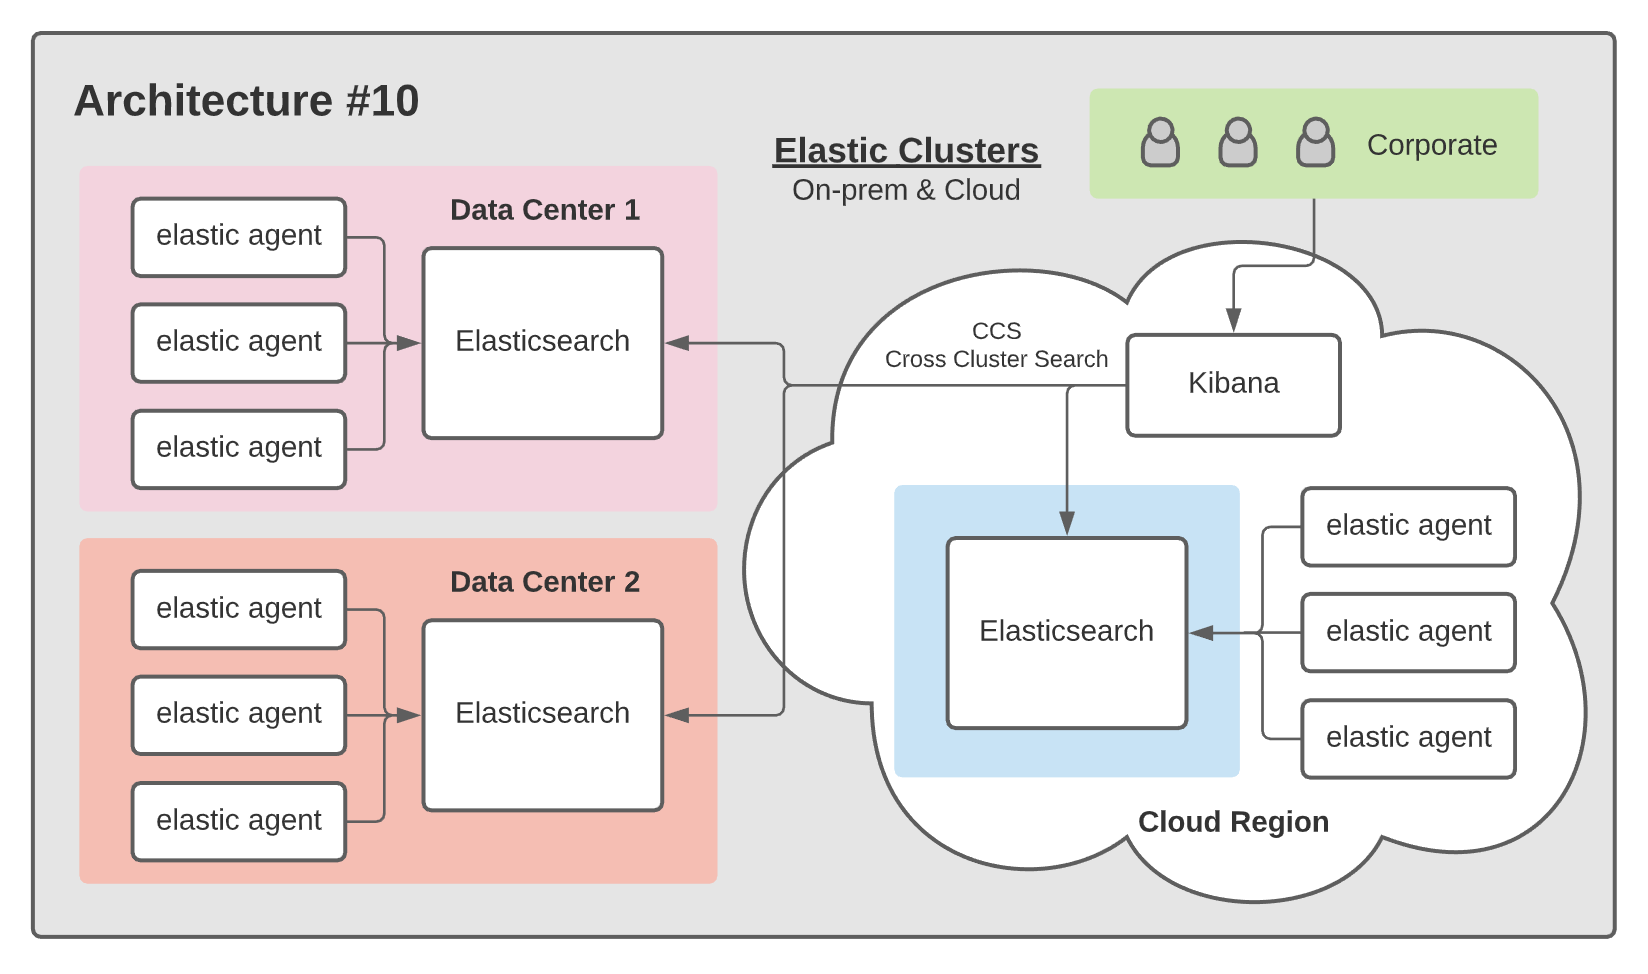 Architecture #10
Elastic Clusters
On-prem & Cloud
Corporate
Data Center 1
elastic agent
elastic agent
elastic agent
Elasticsearch
Data Center 2
elastic agent
elastic agent
elastic agent
Elasticsearch
CCS
Cross Cluster Search
Kibana
Elasticsearch
elastic agent
elastic agent
elastic agent
Cloud Region